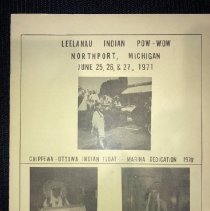 LEELANAU INDIAN POW-WOW
NORTHPORT, MICHIGAN
JUNE 25, 26, & 27, 1971
CHIPPEWA-OTTAWA INDIAN FLOAT - MARINA DEDICATION 1970